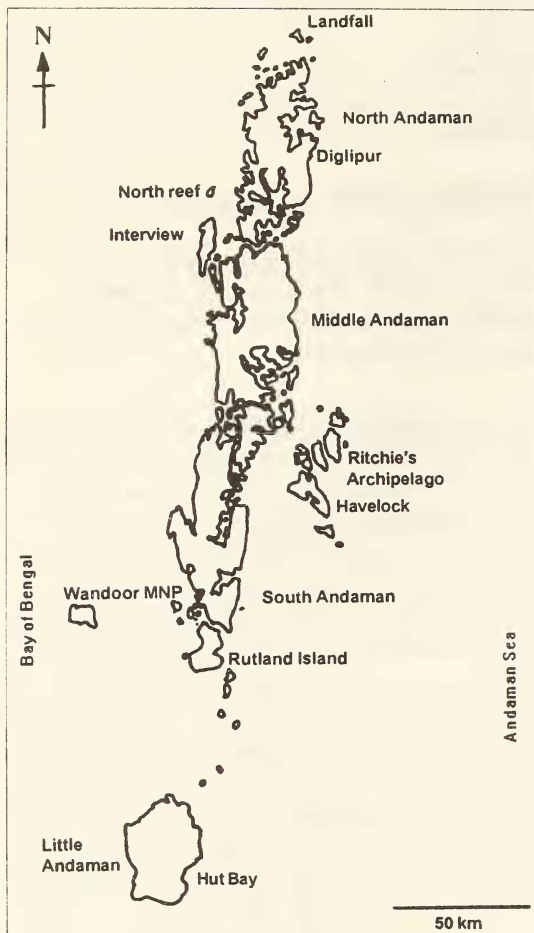 Landfall
N
North Andaman
Diglipur
North reef
Interview
Middle Andaman
Ritchie's
Archipelago
Havelock
Wandoor MNP
South Andaman
Bay of Bengal
Rutland Island
Andaman Sea
Little
Andaman
Hut Bay
50 km